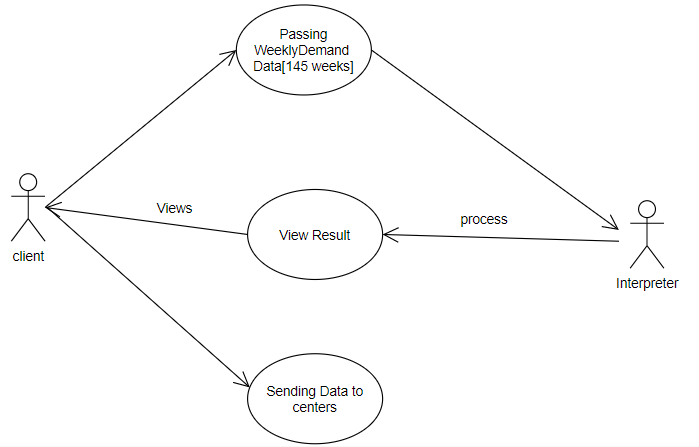 Passing
WeeklyDemand
Data[145 weeks]
Views
process
View Result
client
Interpreter
Sending Data to
centers